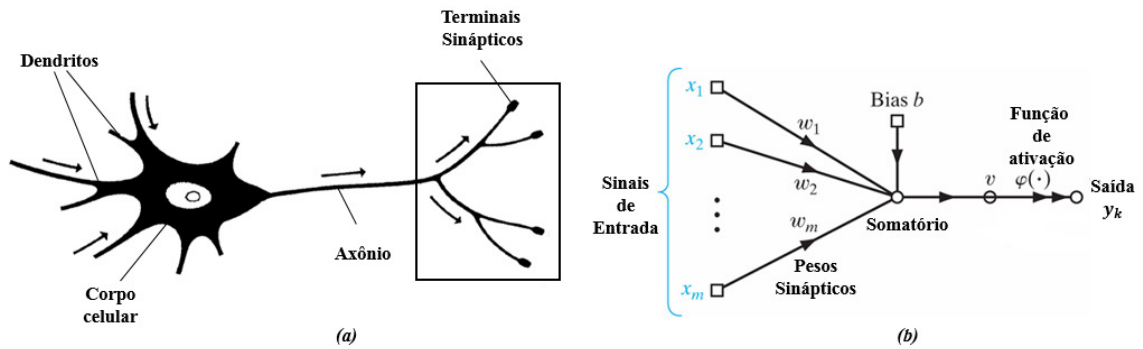 Terminais
Sinápticos
Dendritos
Axônio
Corpo
celular
(a)
Sinais
de
Entrada
x1
x2
xm
w1
w2
wm
Pesos
Sinápticos
Bias b
Somatório
v
Função
de
ativação
φ(·)
Saída
yk
(b)